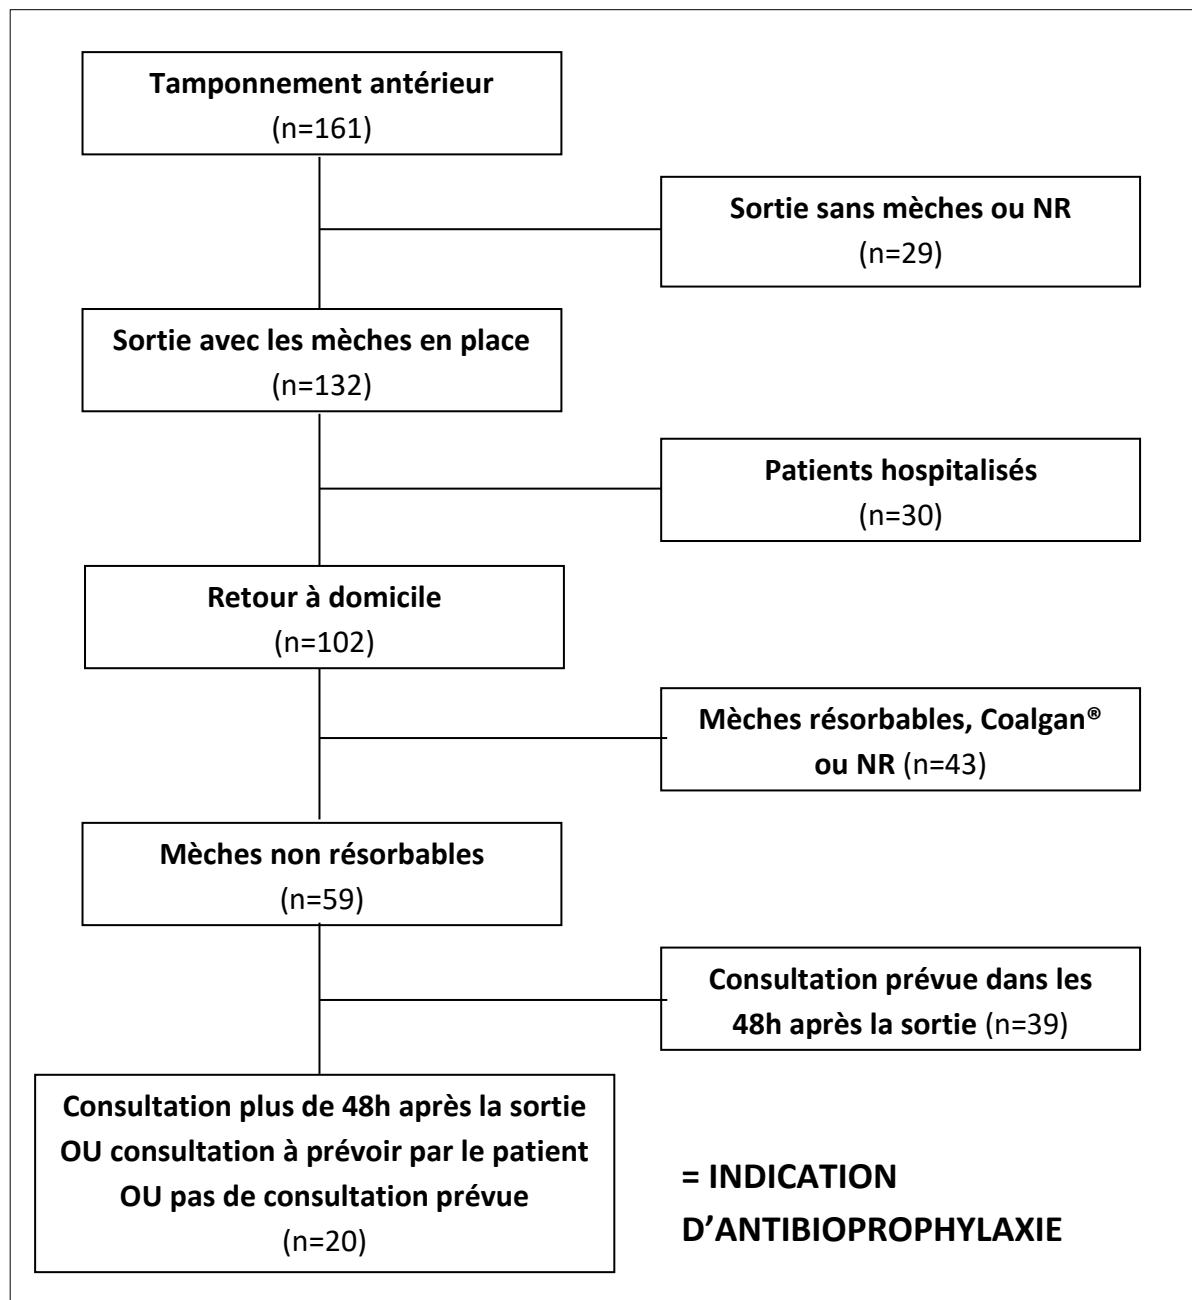 Tamponnement antérieur
(n=161)
Sortie sans mèches ou NR
(n=29)
Sortie avec les mèches en place
(n=132)
Patients hospitalisés
(n=30)
Retour à domicile
(n=102)
Mèches résorbables, Coalgan®
ou NR (n=43)
Mèches non résorbables
(n=59)
Consultation prévue dans les
48h après la sortie (n=39)
Consultation plus de 48h après la sortie
OU consultation à prévoir par le patient
OU pas de consultation prévue
(n=20)
= INDICATION
D’ANTIBIOPROPHYLAXIE